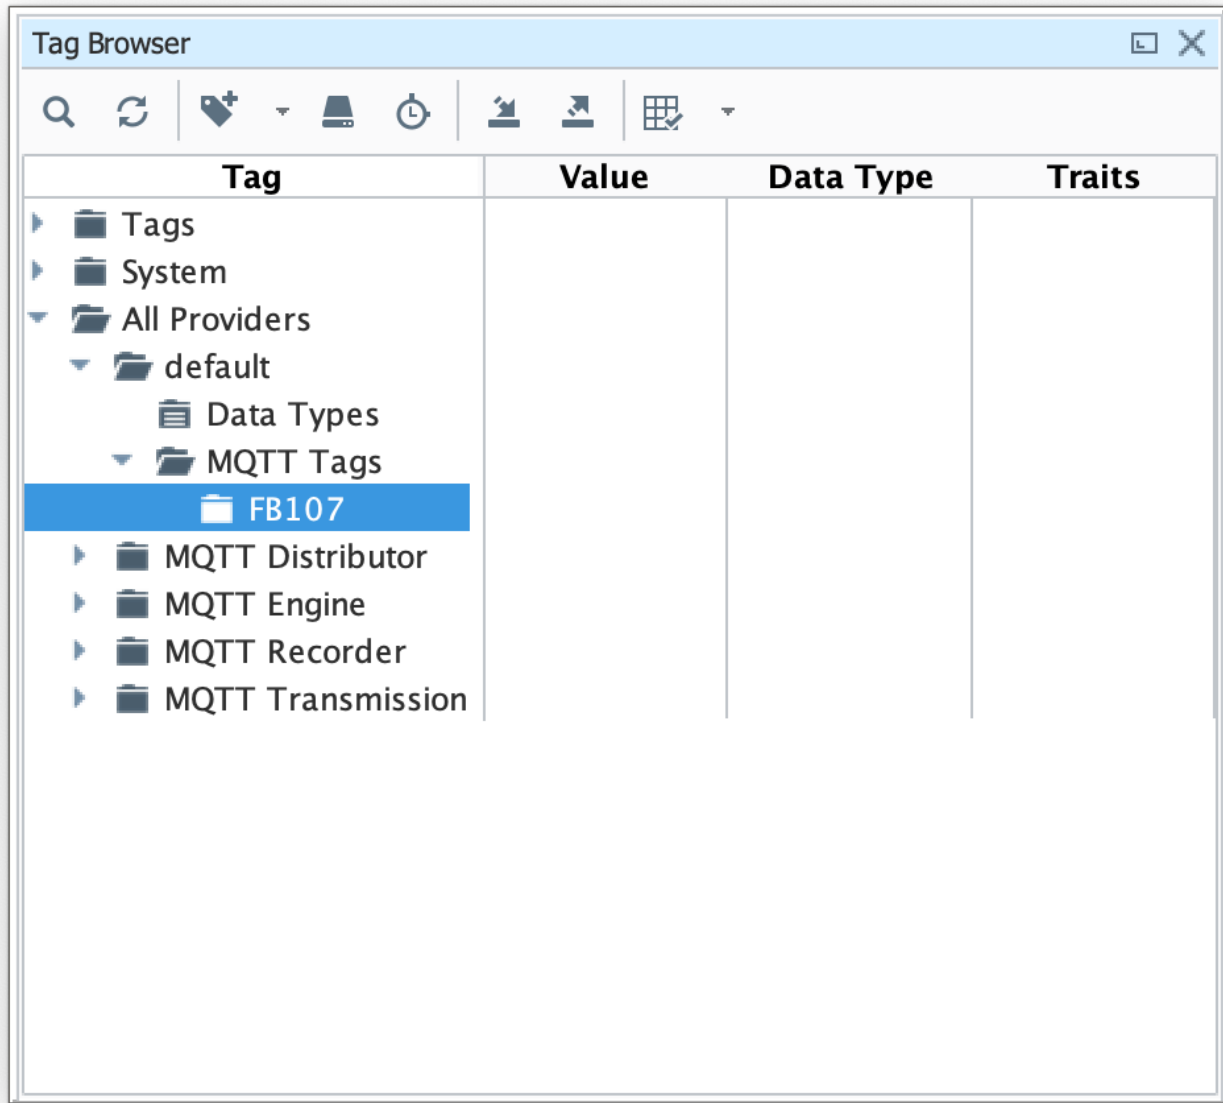 Tag Browser
Tag Value Data Type Traits
Tags
System
All Providers
default
Data Types
MQTT Tags
FB107
MQTT Distributor
MQTT Engine
MQTT Recorder
MQTT Transmission